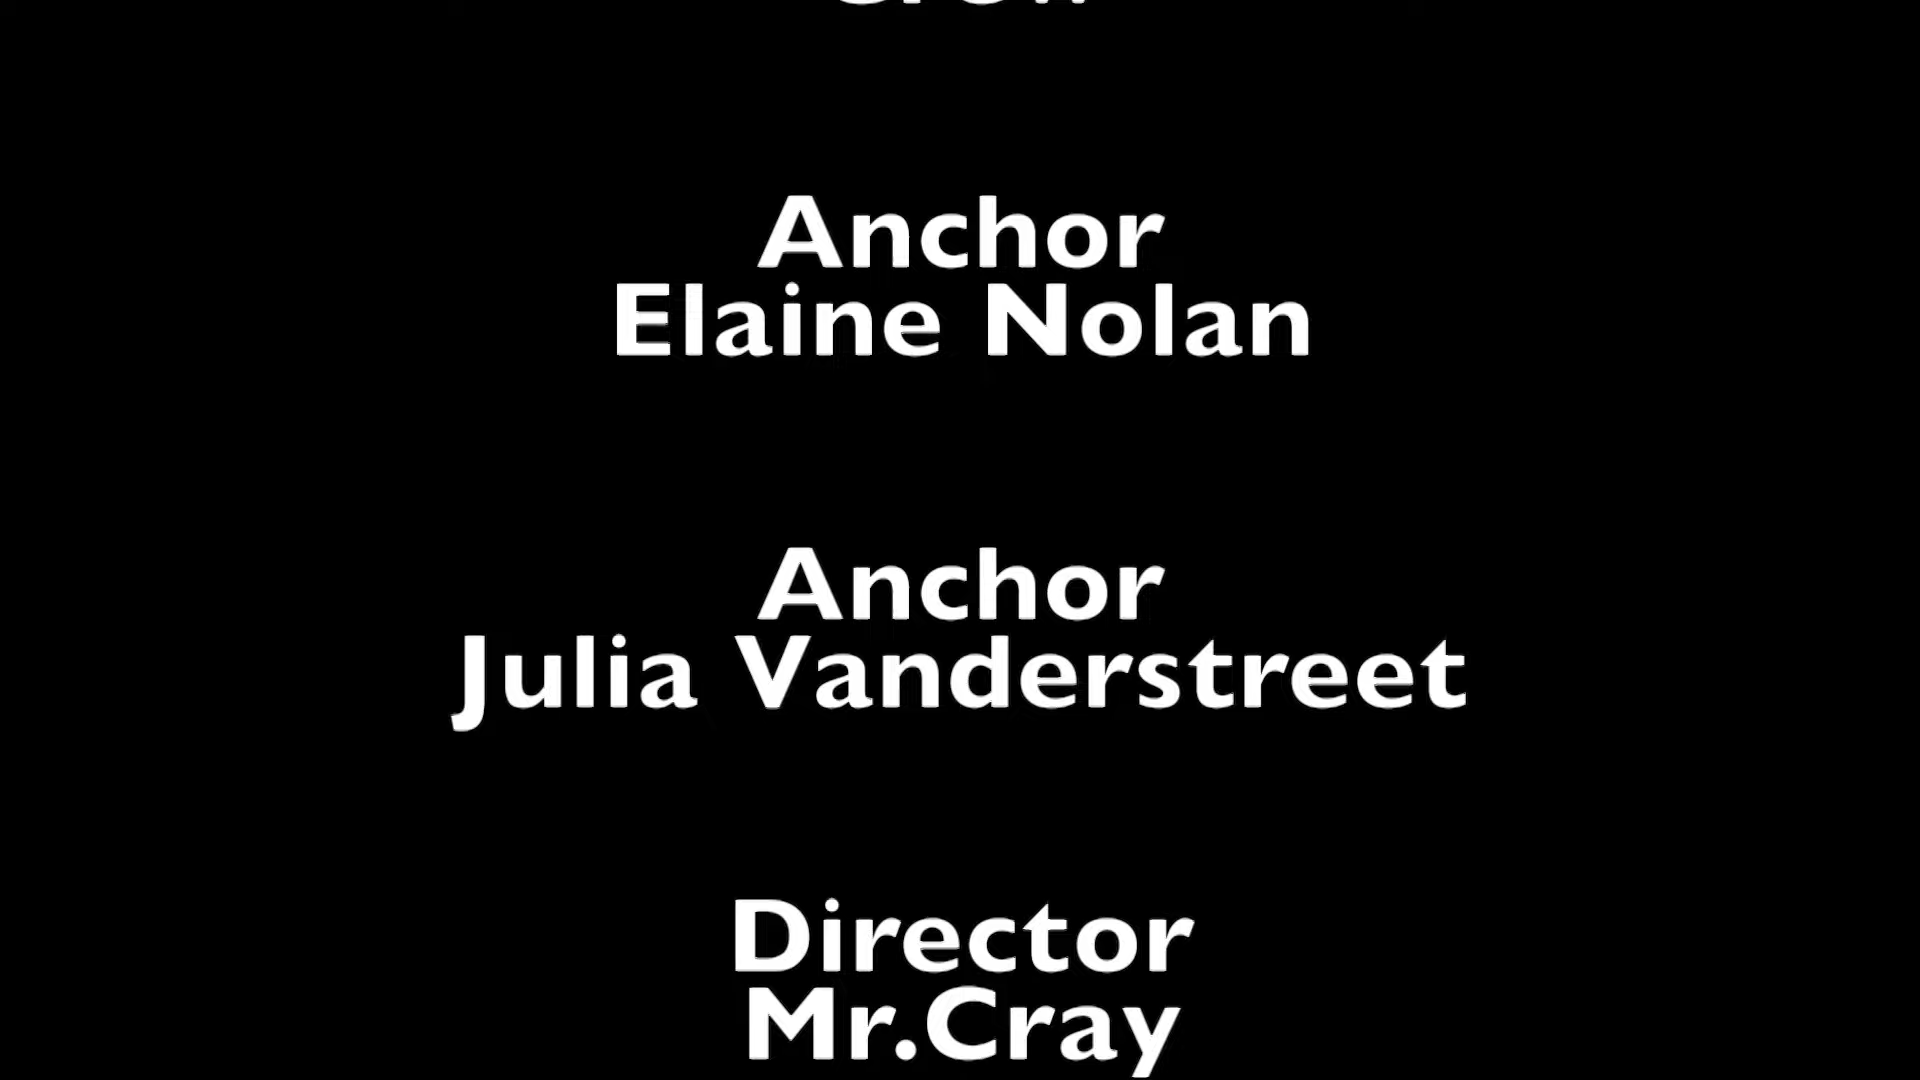 Anchor
Elaine Nolan
Anchor
Julia Vanderstreet
Director
Mr.Cray